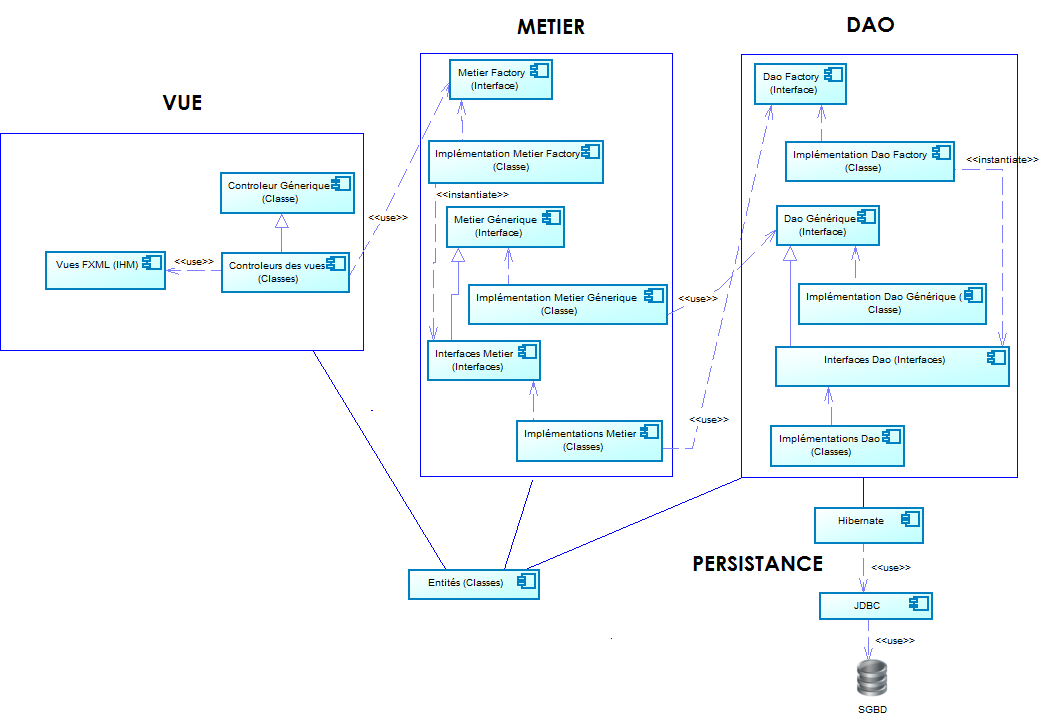 METIER
DAO
VUE
Metier Factory
(Interface)
Dao Factory
(Interface)
Implémentation Metier Factory
(Classe)
Implémentation Dao Factory
(Classe)
<<instantiate>>
Controleur Génerique
(Classe)
<<instantiate>>
<<use>>
Metier Génerique
(Interface)
Dao Générique
(Interface)
Vues FXML (IHM)
<<use>>
Controleurs des vues
(Classes)
Implémentation Metier Génerique
(Classe)
<<use>>
Implémentation Dao Générique (
Classe)
Interfaces Metier
(Interfaces)
Interfaces Dao (Interfaces)
<<use>>
Implémentations Metier
(Classes)
Implémentations Dao
(Classes)
Hibernate
PERSISTANCE
<<use>>
Entités (Classes)
JDBC
<<use>>
SGBD